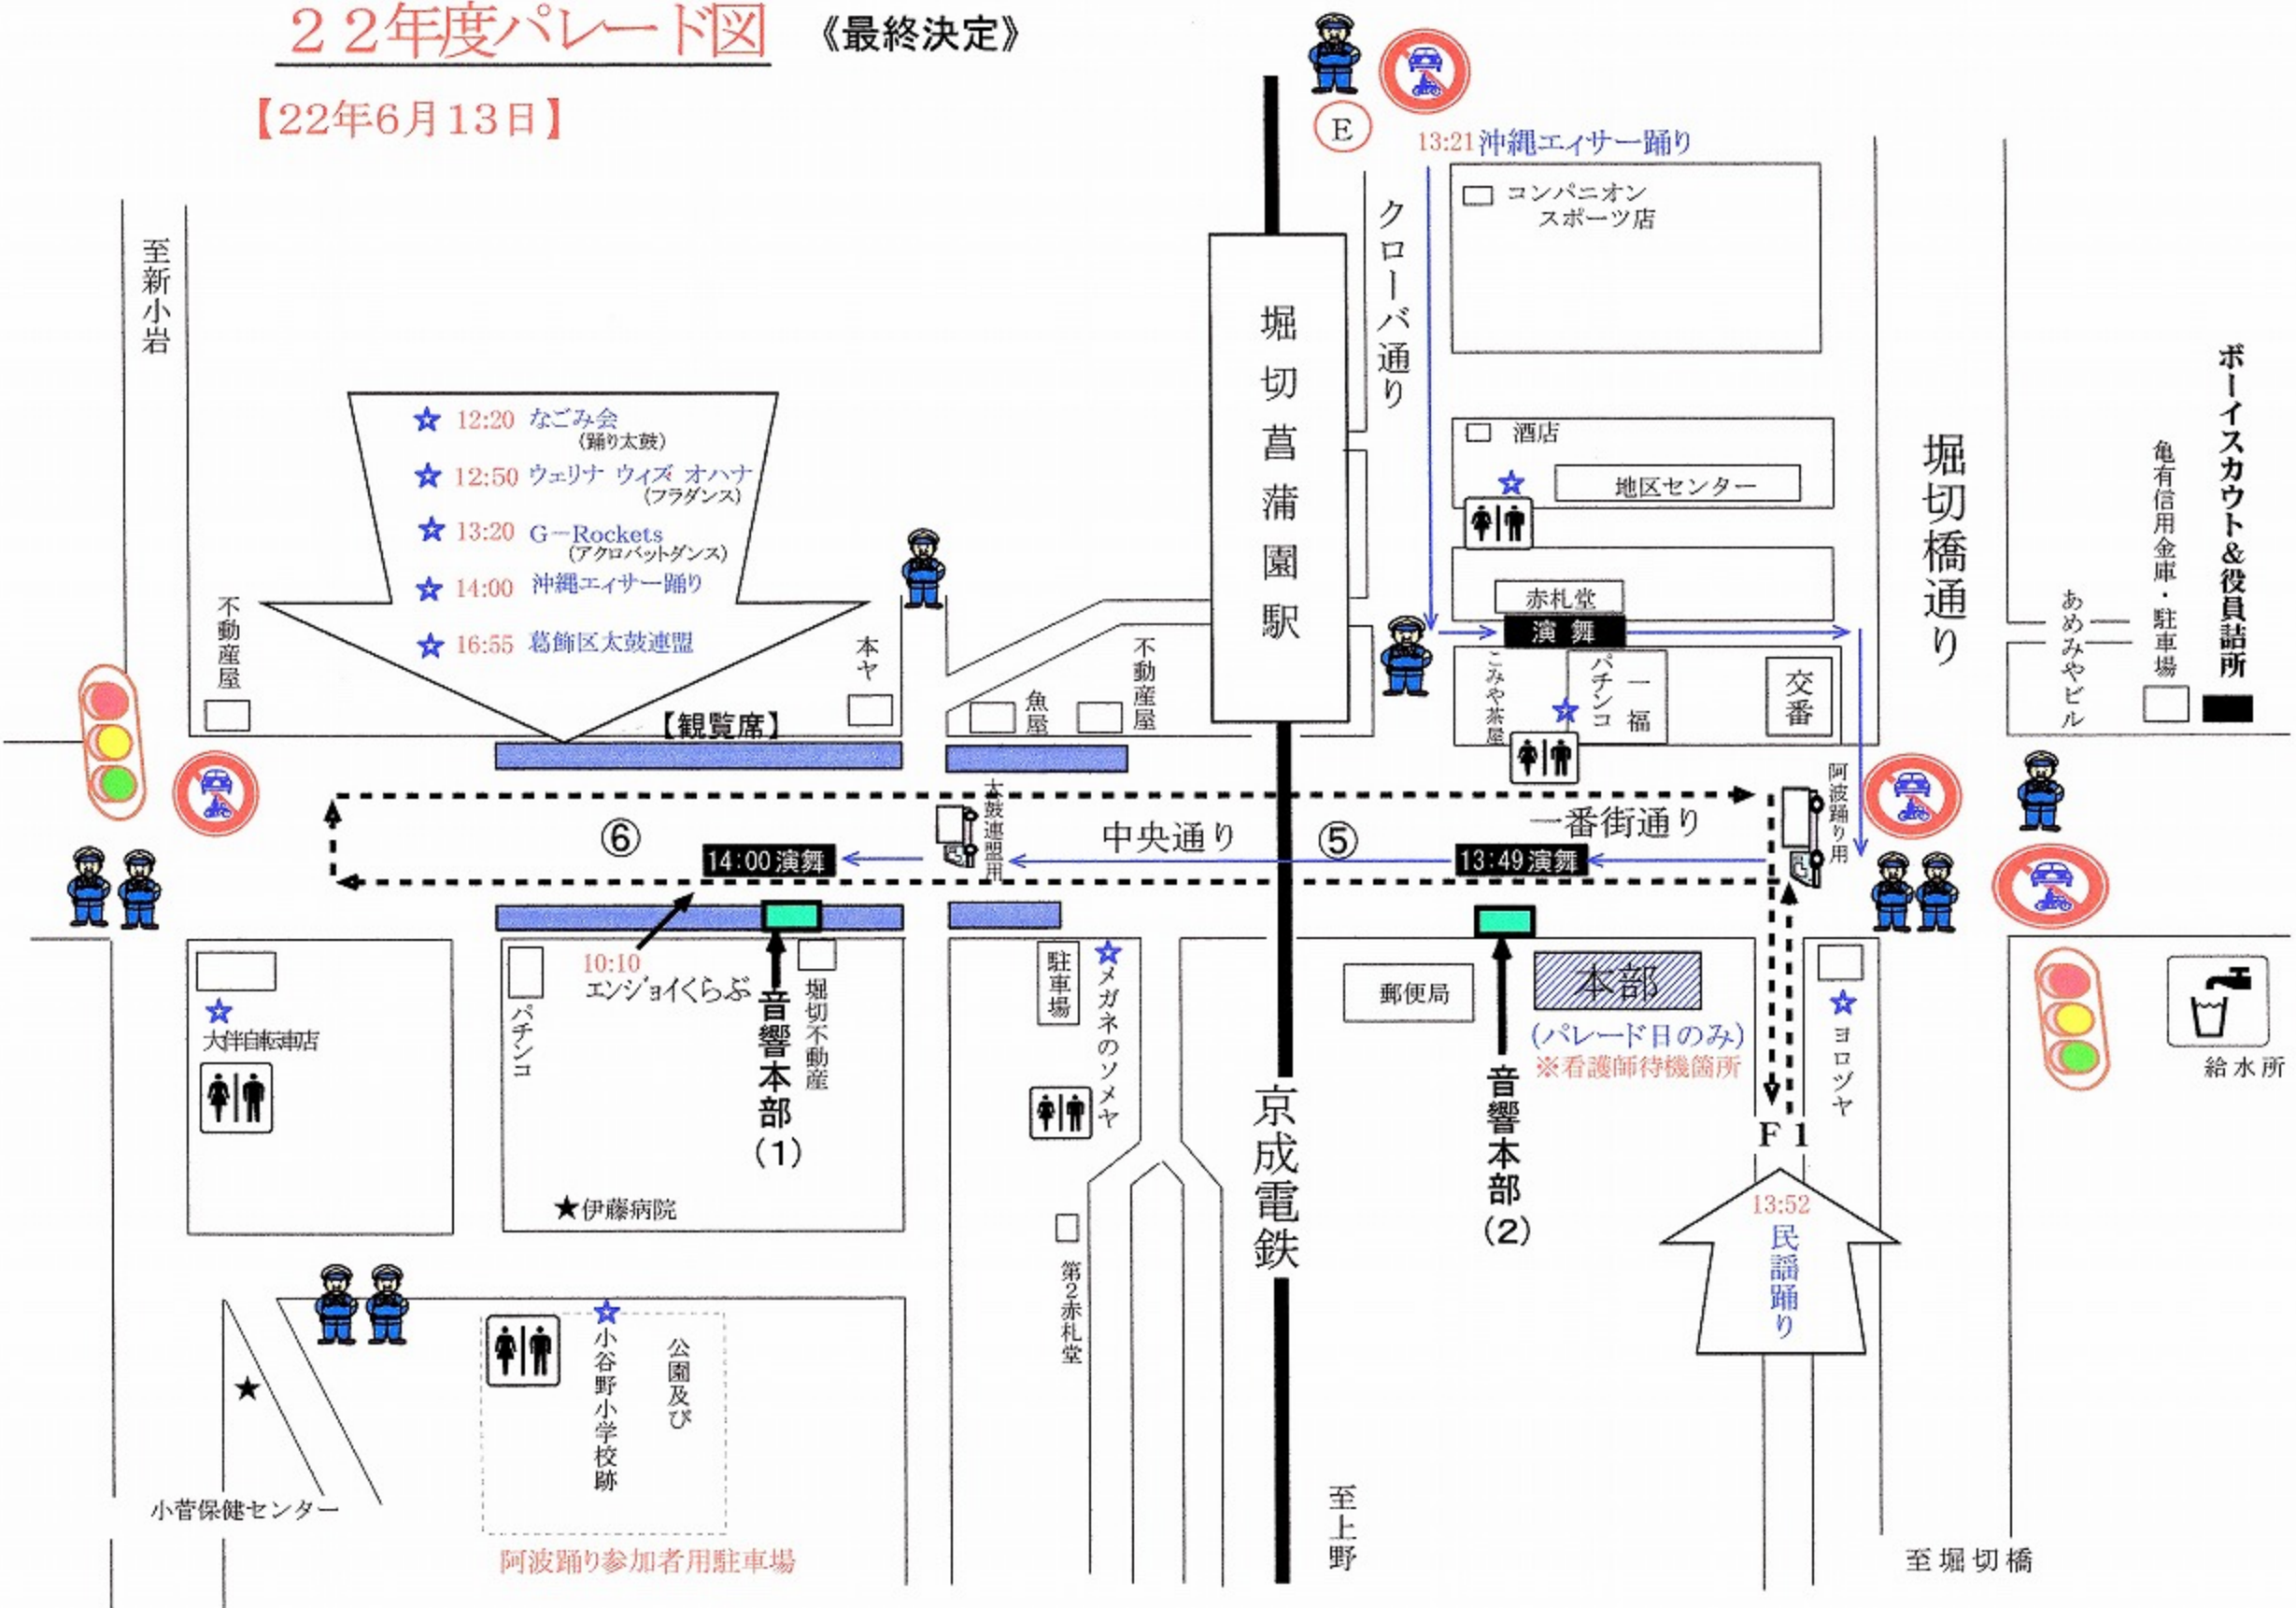 22年度パレード図 《最終決定》
【22年6月13日】
E
13:21 沖縄エィサー踊り
コンパニオン
スポーツ店
クローバ通り
至新小岩
堀切菖蒲園駅
12:20 なごみ会
(踊り太鼓)
12:50 ウェリナ ウィズ オハナ
(フラダンス)
13:20 G-Rockets
(アクロバットダンス)
14:00 沖縄エィサー踊り
16:55 葛飾区太鼓連盟
酒店
地区センター
赤札堂
演舞
こみや茶屋
パチンコ
一福
交番
堀切橋通り
ボーイスカウト&役員詰所
亀有信用金庫・駐車場
あめみやビル
不動産屋
本ヤ
魚屋
不動産屋
【観覧席】
太鼓連盟用
阿波踊り用
⑥
14:00 演舞
中央通り
⑤
一番街通り
13:49 演舞
10:10
エンジョイくらぶ
大伴自転車店
パチンコ
音響本部(1)
堀切不動産
駐車場
メガネのソメヤ
郵便局
本部
(パレード日のみ)
※看護師待機箇所
音響本部(2)
ヨロヅヤ
給水所
F 1
京成電鉄
13:52
民謡踊り
★伊藤病院
第2赤札堂
★
小谷野小学校跡
公園及び
小菅保健センター
阿波踊り参加者用駐車場
至上野
至堀切橋